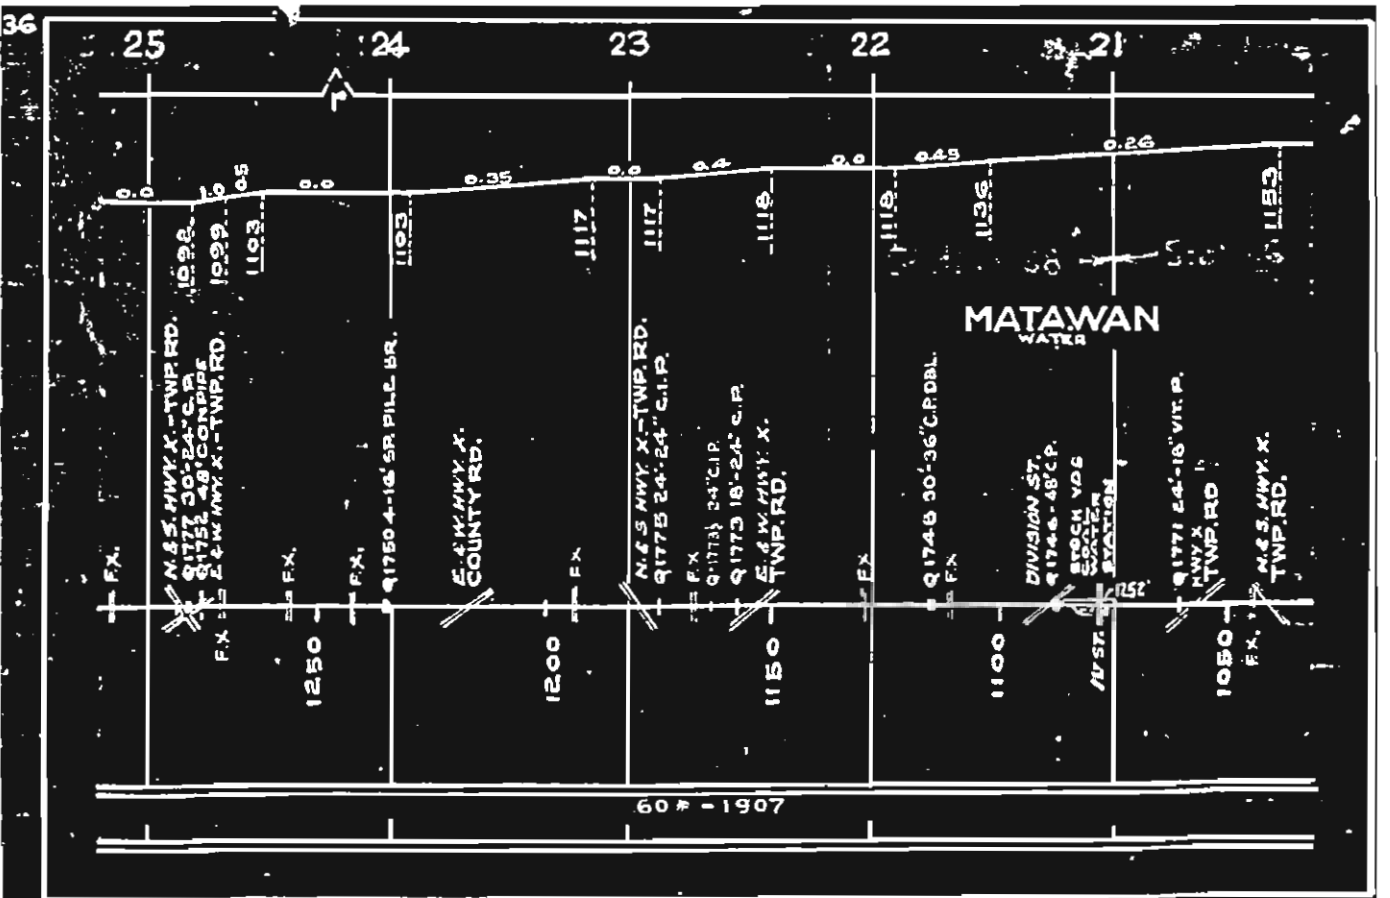 36
25 24 23 22 21
0.0 1.0 0.5 0.0 0.35 0.0 0.4 0.0 0.45 0.26
1098 1099 1103 1103 1117 1117 1118 1118 1136 1153
MATAWAN
WATER
F.X.
N.&S. HWY. X.-TWP. RD.
Q1777 30'-24" C.P.
Q1752 48' CON PIPE
E.&W. HWY. X.-TWP. RD.
F.X.
F.X.
F.X.
Q1750 4-16' SP. PILE BR.
E.&W. HWY. X.
COUNTY RD.
F.X
N.&S HWY. X.-TWP. RD.
Q1775 24'-24" C.I.P.
F.X
24" C.I.P.
Q1773 18'-24" C.P.
E.&W. HWY. X.
TWP. RD.
F.X
Q1748 30'-36" C.P. DBL.
F.X
DIVISION ST.
Q1746-48' C.P.
STOCK YDS
COAL
WATER
STATION
1252'
Q1771 24'-18" VIT. P.
HWY X
TWP. RD
N.&S. HWY. X.
TWP. RD.
F.X.
1250 1200 1150 1100 1050
60# - 1907